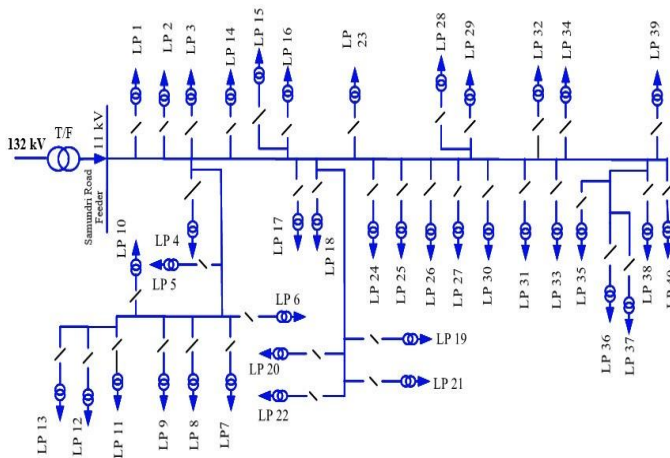 LP 1
LP 2
LP 3
LP 14
LP 15
LP 16
LP
23
LP 28
LP 29
LP 32
LP 34
LP 39
132 kV
T/F
11 kV
Samundri Road
Feeder
LP 10
LP 4
LP 5
LP 6
LP 17
LP 18
LP 24
LP 25
LP 26
LP 27
LP 30
LP 31
LP 33
LP 35
LP 38
LP 40
LP 36
LP 37
LP 19
LP 20
LP 21
LP 22
LP 13
LP 12
LP 11
LP 9
LP 8
LP7